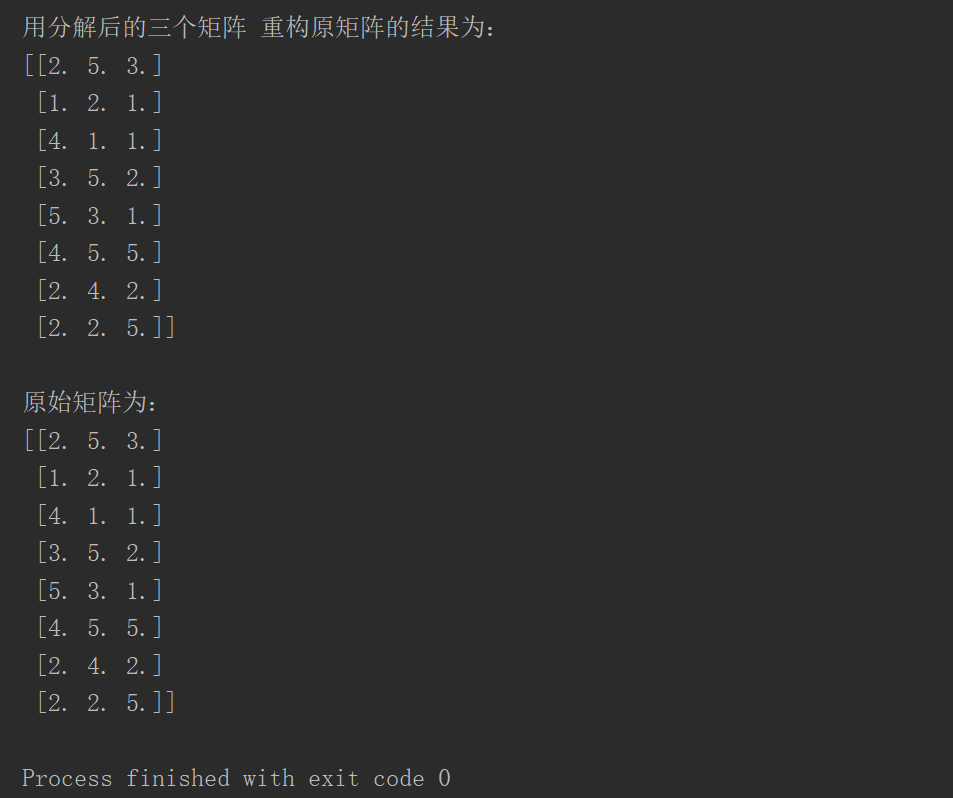 用分解后的三个矩阵 重构原矩阵的结果为:
[[2. 5. 3.]
 [1. 2. 1.]
 [4. 1. 1.]
 [3. 5. 2.]
 [5. 3. 1.]
 [4. 5. 5.]
 [2. 4. 2.]
 [2. 2. 5.]]
原始矩阵为:
[[2. 5. 3.]
 [1. 2. 1.]
 [4. 1. 1.]
 [3. 5. 2.]
 [5. 3. 1.]
 [4. 5. 5.]
 [2. 4. 2.]
 [2. 2. 5.]]
Process finished with exit code 0